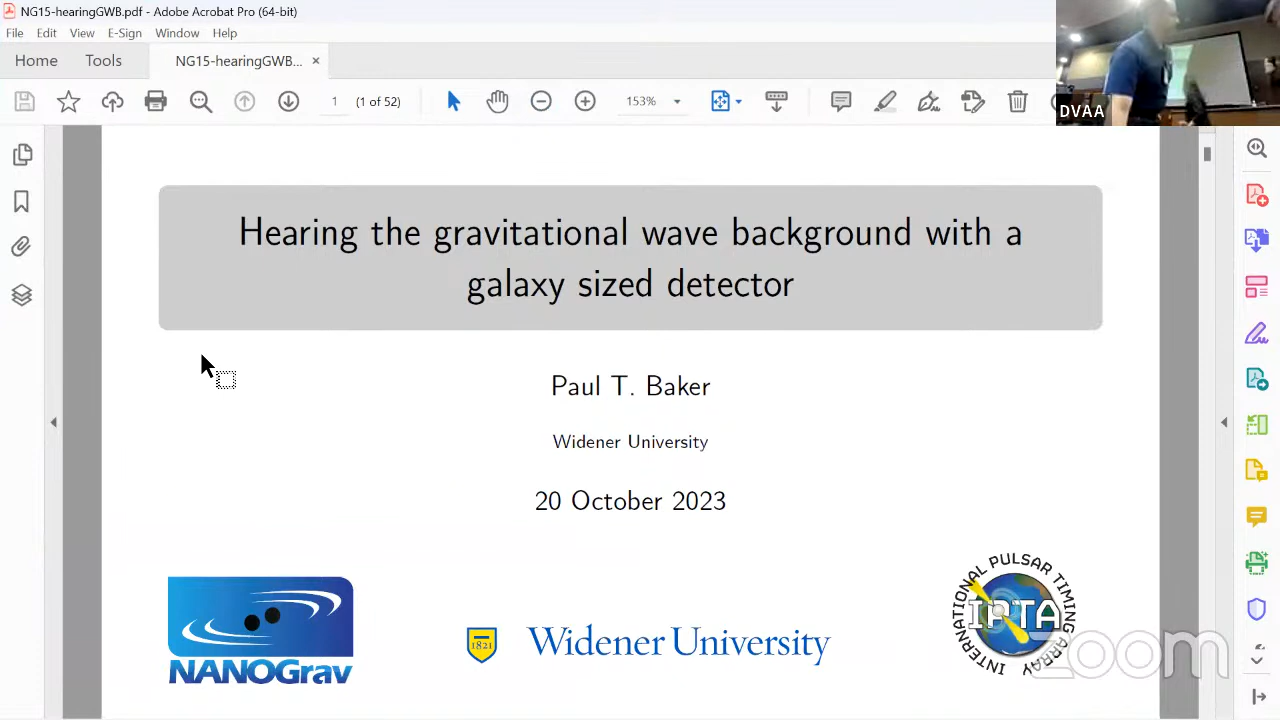 NG15-hearingGWB.pdf - Adobe Acrobat Pro (64-bit)
File Edit View E-Sign Window Help
Home Tools NG15-hearingGWB... ×
1 (1 of 52) 153%
DVAA
Hearing the gravitational wave background with a
galaxy sized detector
Paul T. Baker
Widener University
20 October 2023
NANOGrav
1821
Widener University
INTERNATIONAL PULSAR TIMING ARRAY
IPTA
zoom